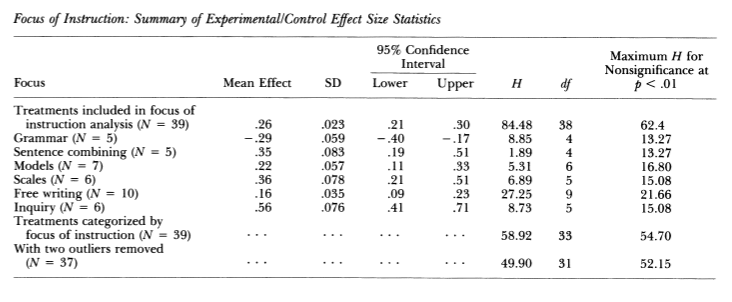 Focus of Instruction: Summary of Experimental/Control Effect Size Statistics
95% Confidence
Interval
Maximum H for
Nonsignificance at
p < .01
Focus Mean Effect SD Lower Upper H df
Treatments included in focus of
instruction analysis (N = 39) .26 .023 .21 .30 84.48 38 62.4
Grammar (N = 5) -.29 .059 -.40 -.17 8.85 4 13.27
Sentence combining (N = 5) .35 .083 .19 .51 1.89 4 13.27
Models (N = 7) .22 .057 .11 .33 5.31 6 16.80
Scales (N = 6) .36 .078 .21 .51 6.89 5 15.08
Free writing (N = 10) .16 .035 .09 .23 27.25 9 21.66
Inquiry (N = 6) .56 .076 .41 .71 8.73 5 15.08
Treatments categorized by
focus of instruction (N = 39) . . . . . . . . . . . . 58.92 33 54.70
With two outliers removed
(N = 37) . . . . . . . . . . . . 49.90 31 52.15